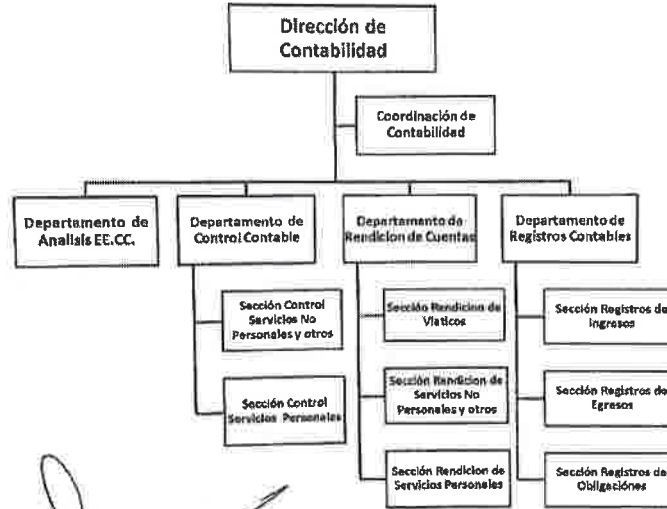 Dirección de
Contabilidad
Coordinación de
Contabilidad
Departamento de
Analisis EE.CC.
Departamento de
Control Contable
Departamento de
Rendicion de Cuentas
Departamento de
Registros Contables
Sección Control
Servicios No
Personales y otros
Sección Control
Servicios Personales
Sección Rendicion de
Viaticos
Sección Rendicion de
Servicios No
Personales y otros
Sección Rendicion de
Servicios Personales
Sección Registros de
Ingresos
Sección Registros de
Egresos
Sección Registros de
Obligaciónes